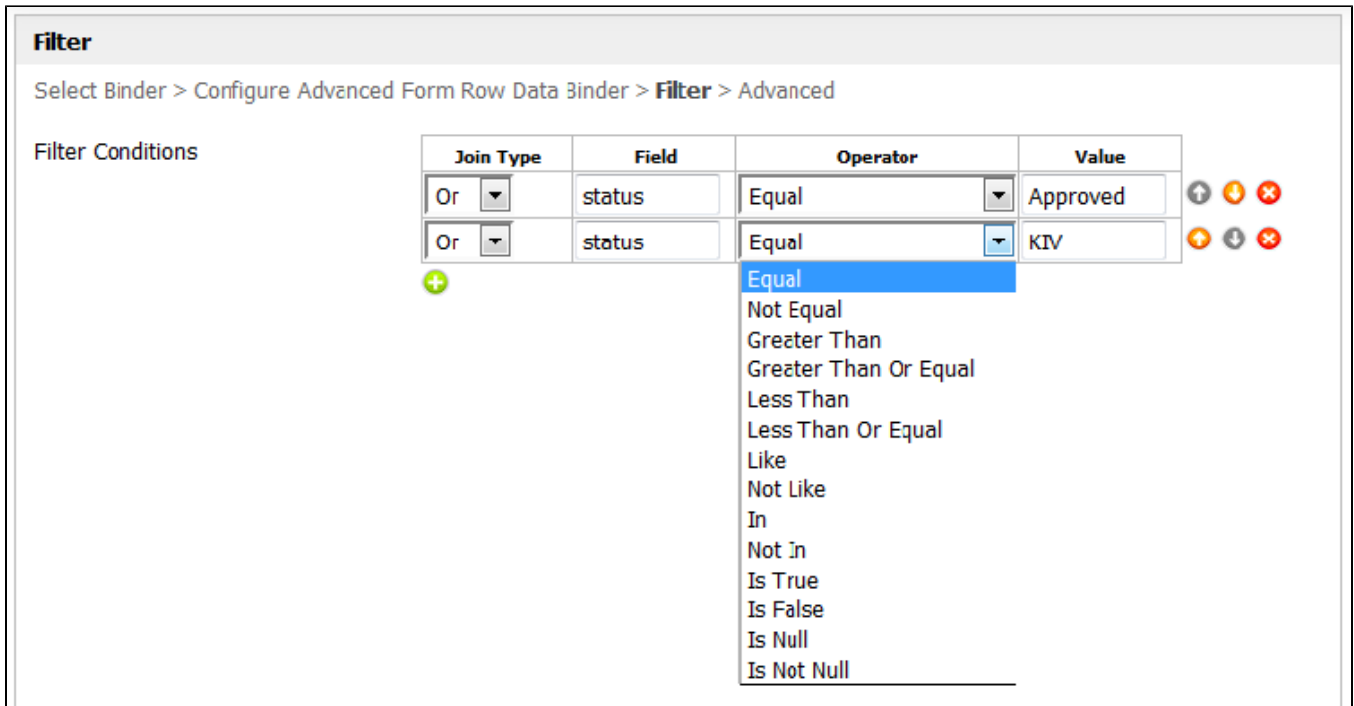 Filter
Select Binder > Configure Advanced Form Row Data Binder > Filter > Advanced
Filter Conditions
Join Type Field Operator Value
Or status Equal Approved
Or status Equal KIV
Equal
Not Equal
Greater Than
Greater Than Or Equal
Less Than
Less Than Or Equal
Like
Not Like
In
Not In
Is True
Is False
Is Null
Is Not Null